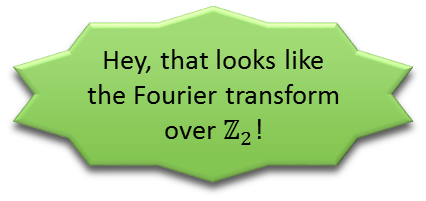 Hey, that looks like
the Fourier transform
over ℤ₂!